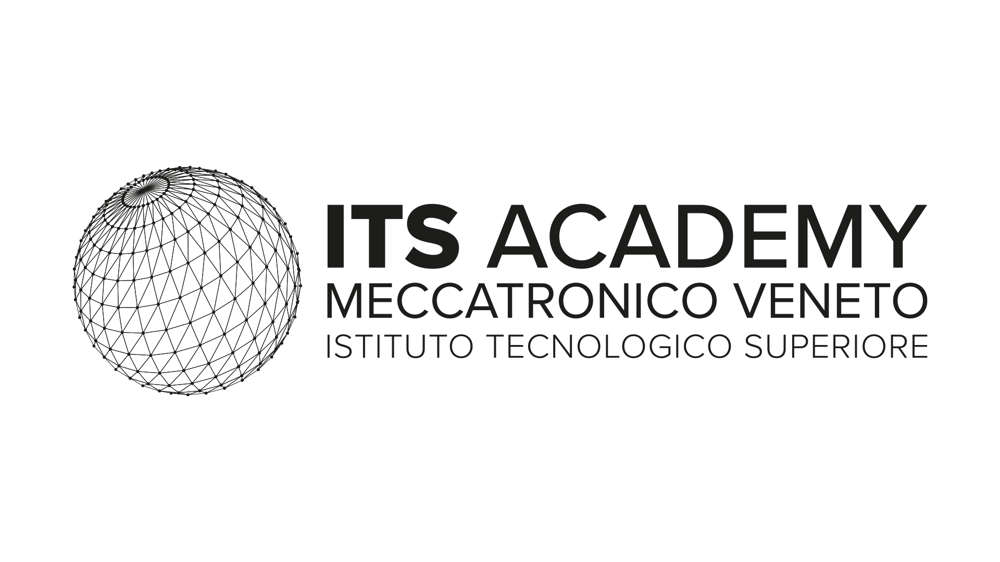 ITS ACADEMY
MECCATRONICO VENETO
ISTITUTO TECNOLOGICO SUPERIORE